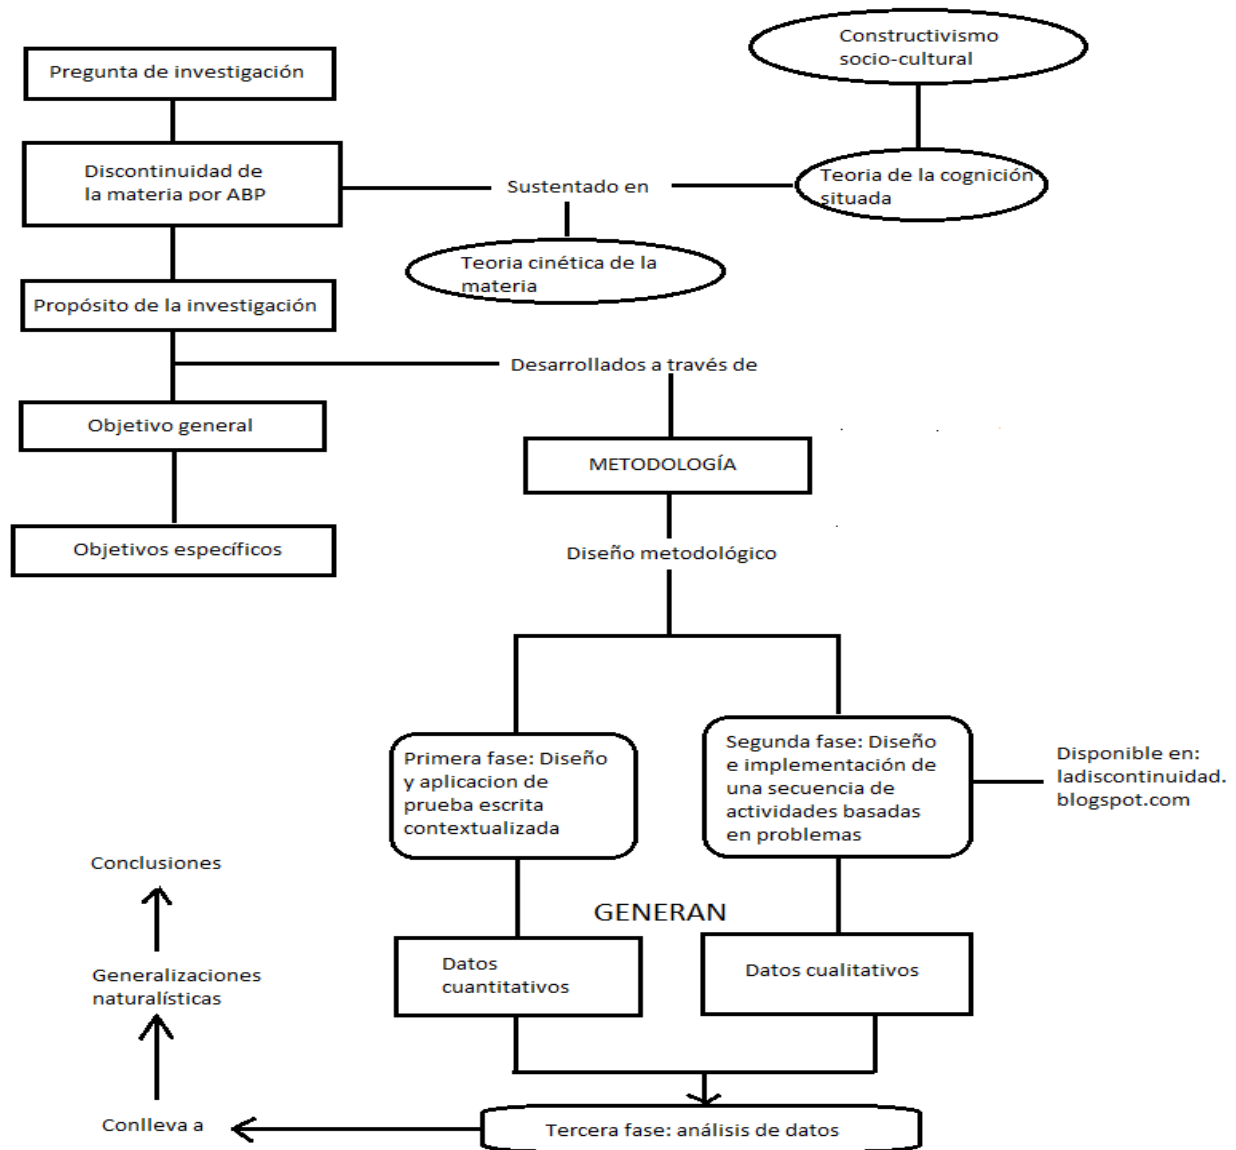 Constructivismo
socio-cultural
Pregunta de investigación
Discontinuidad de
la materia por ABP
Sustentado en
Teoria de la cognición
situada
Teoria cinética de la
materia
Propósito de la investigación
Desarrollados a través de
Objetivo general
METODOLOGÍA
Objetivos específicos
Diseño metodológico
Primera fase: Diseño
y aplicacion de
prueba escrita
contextualizada
Segunda fase: Diseño
e implementación de
una secuencia de
actividades basadas
en problemas
Disponible en:
ladiscontinuidad.
blogspot.com
Conclusiones
GENERAN
Datos
cuantitativos
Datos cualitativos
Generalizaciones
naturalísticas
Conlleva a
Tercera fase: análisis de datos